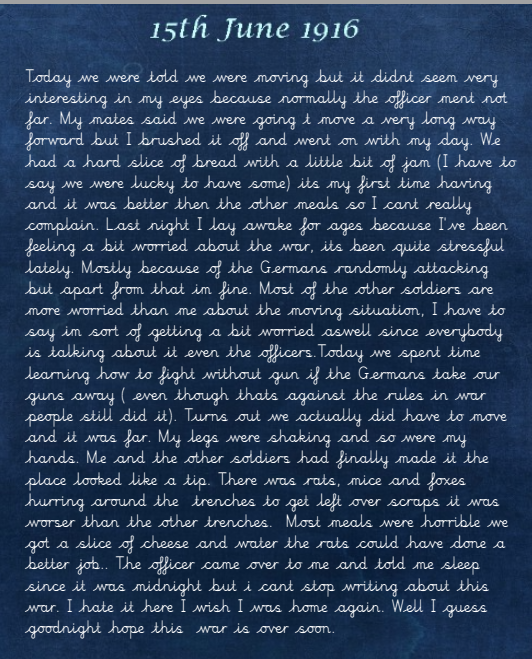 15th June 1916
Today we were told we were moving but it didnt seem very
interesting in my eyes because normally the officer ment not
far. My mates said we were going t move a very long way
forward but I brushed it off and went on with my day. We
had a hard slice of bread with a little bit of jam (I have to
say we were lucky to have some) its my first time having
and it was better then the other meals so I cant really
complain. Last night I lay awake for ages because I've been
feeling a bit worried about the war, its been quite stressful
lately. Mostly because of the Germans randomly attacking
but apart from that im fine. Most of the other soldiers are
more worried than me about the moving situation, I have to
say im sort of getting a bit worried aswell since everybody
is talking about it even the officers.Today we spent time
learning how to fight without gun if the Germans take our
guns away ( even though thats against the rules in war
people still did it). Turns out we actually did have to move
and it was far. My legs were shaking and so were my
hands. Me and the other soldiers had finally made it the
place looked like a tip. There was rats, mice and foxes
hurring around the trenches to get left over scraps it was
worser than the other trenches. Most meals were horrible we
got a slice of cheese and water the rats could have done a
better job.. The officer came over to me and told me sleep
since it was midnight but i cant stop writing about this
war. I hate it here I wish I was home again. Well I guess
goodnight hope this war is over soon.